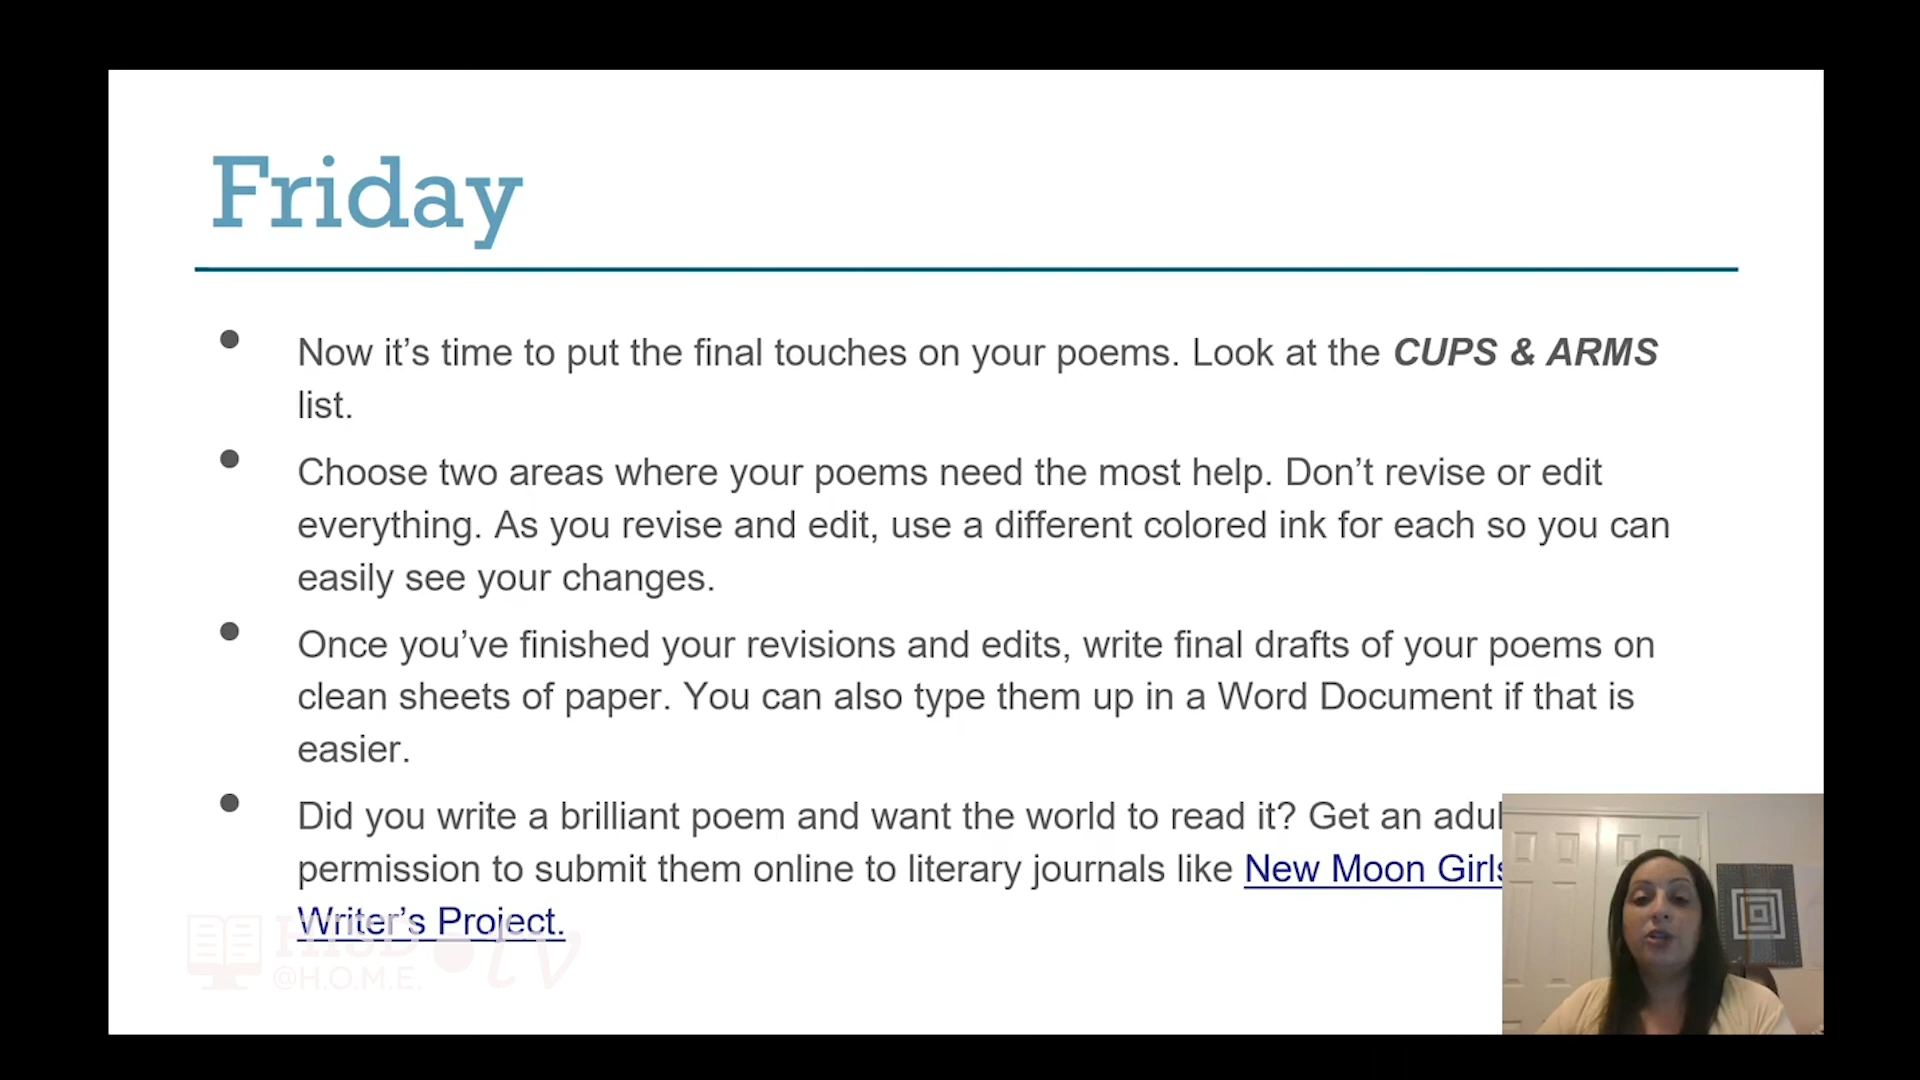 Friday
Now it’s time to put the final touches on your poems. Look at the CUPS & ARMS
list.
Choose two areas where your poems need the most help. Don’t revise or edit
everything. As you revise and edit, use a different colored ink for each so you can
easily see your changes.
Once you’ve finished your revisions and edits, write final drafts of your poems on
clean sheets of paper. You can also type them up in a Word Document if that is
easier.
Did you write a brilliant poem and want the world to read it? Get an
permission to submit them online to literary journals like New Moon Girls
Writer’s Project.
HISD tv
@H.O.M.E.